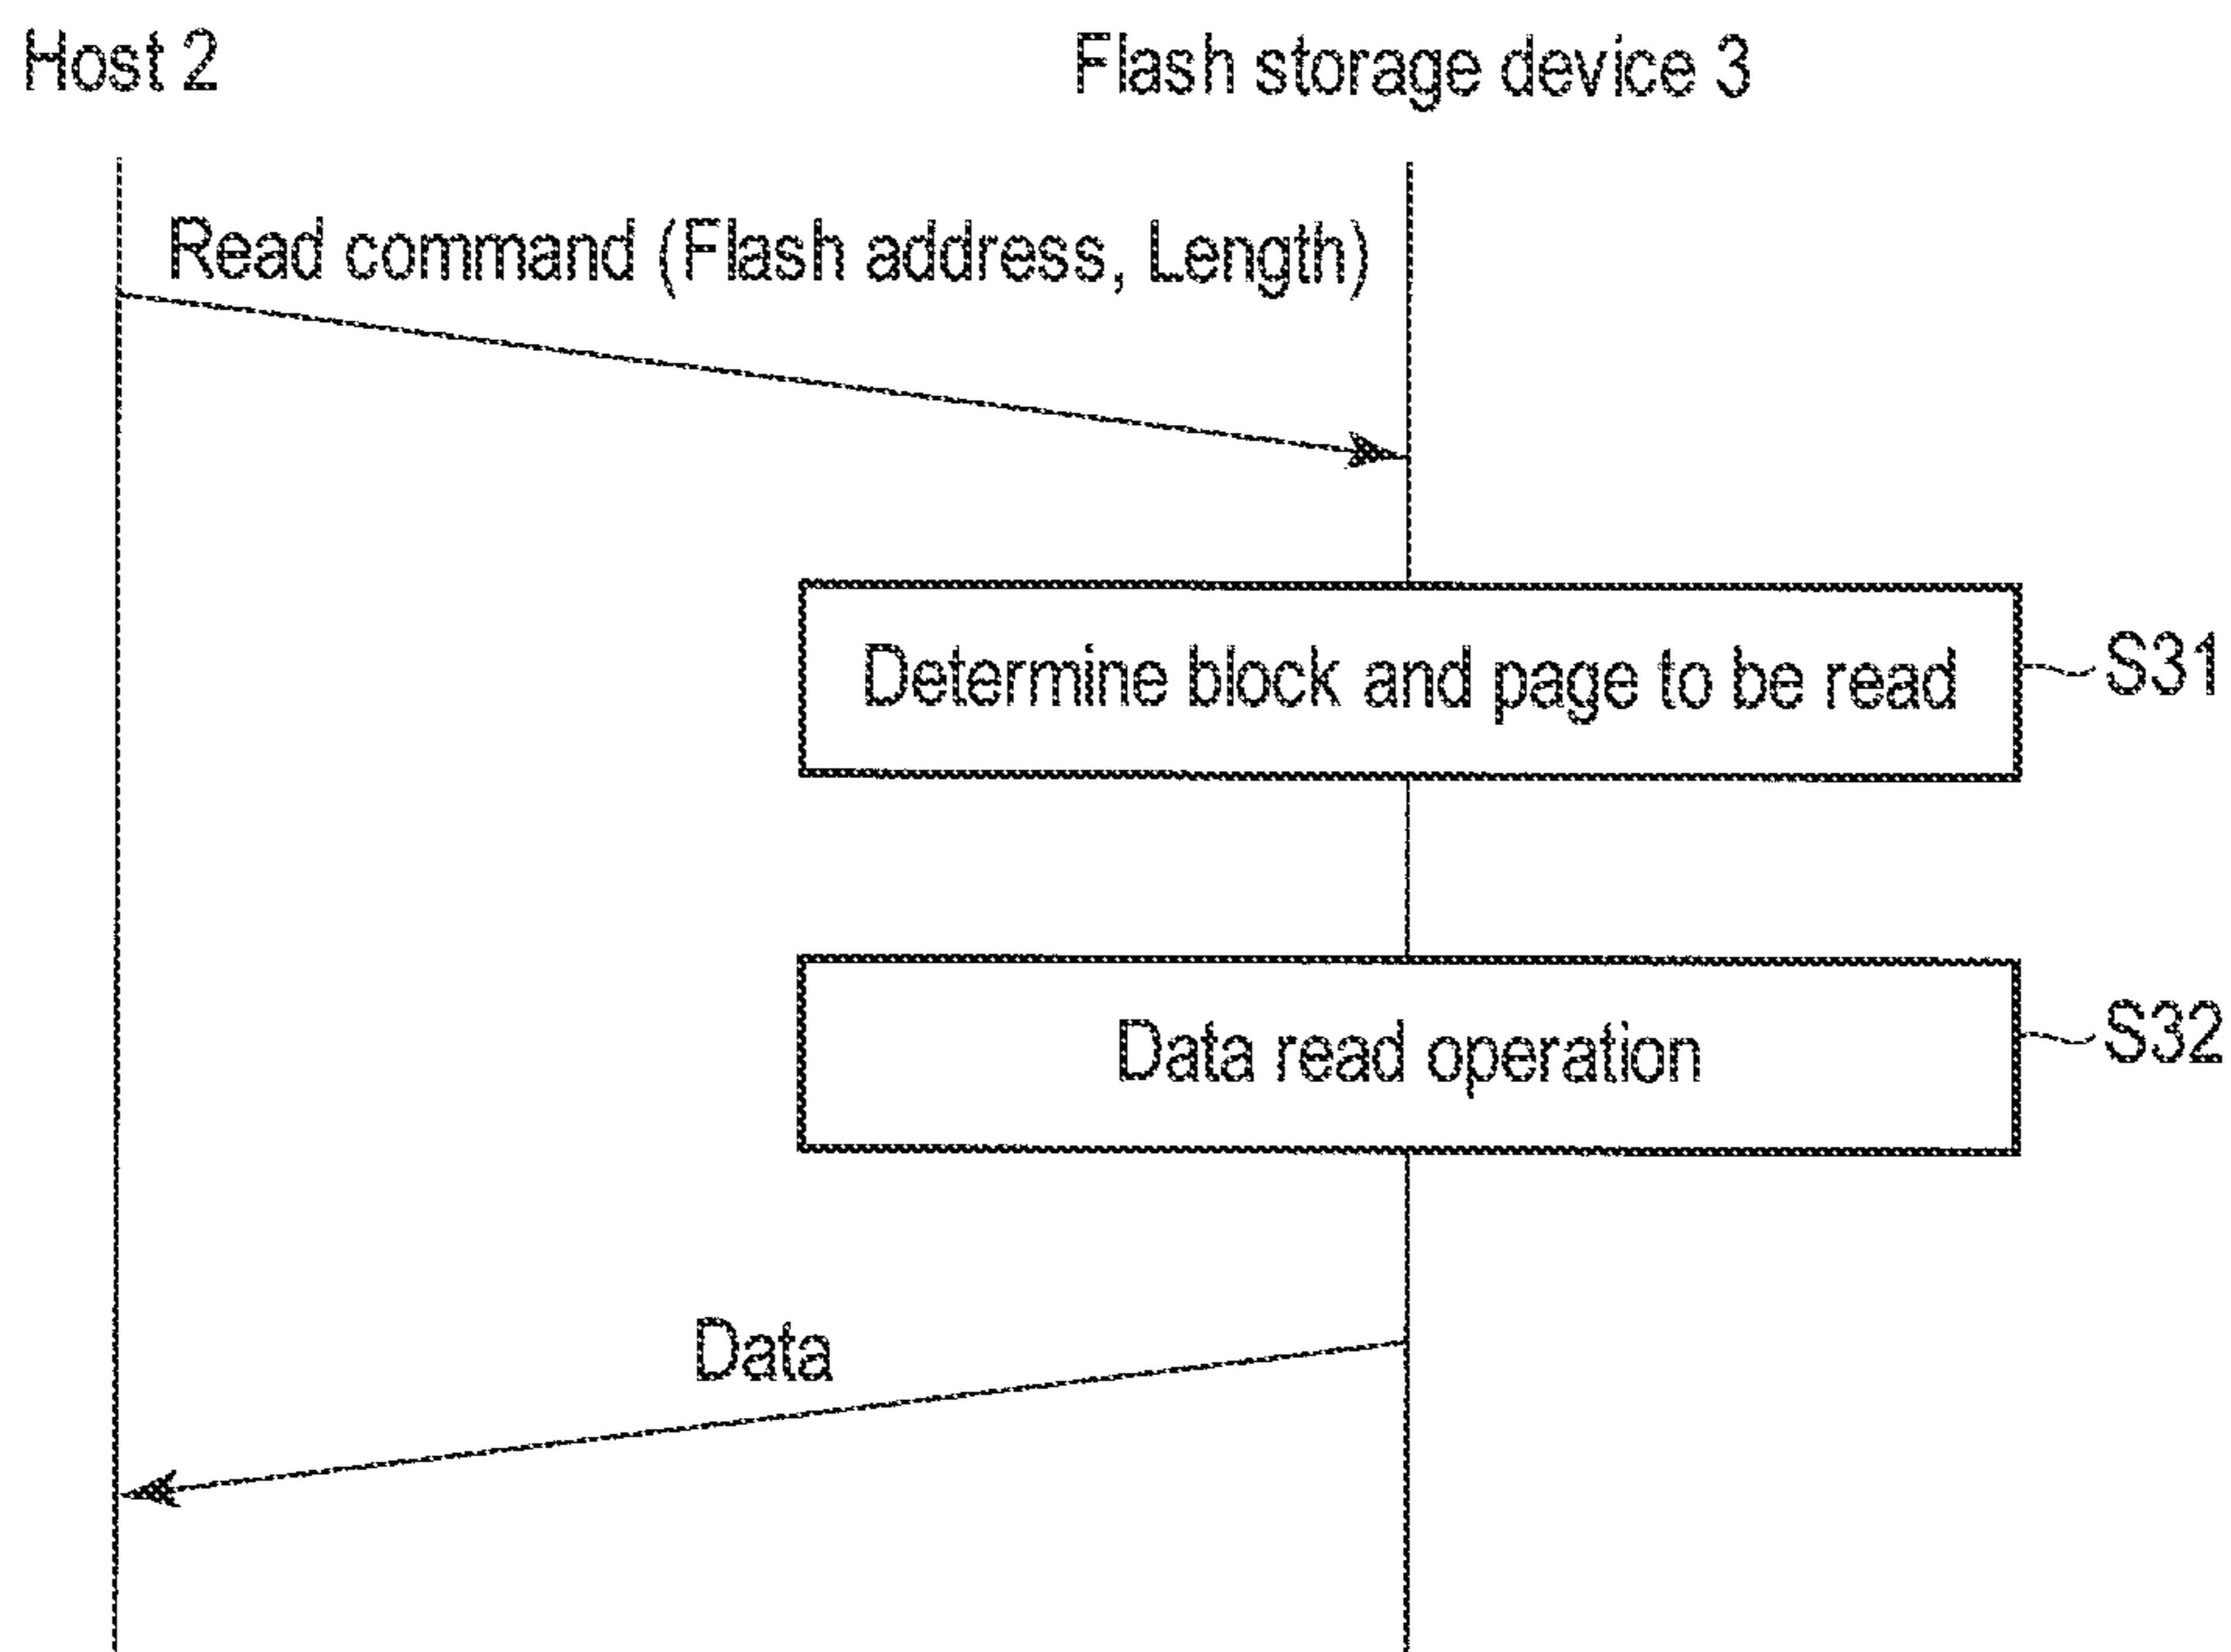 Host 2
Flash storage device 3
Read command (Flash address, Length)
Determine block and page to be read
S31
Data read operation
S32
Data